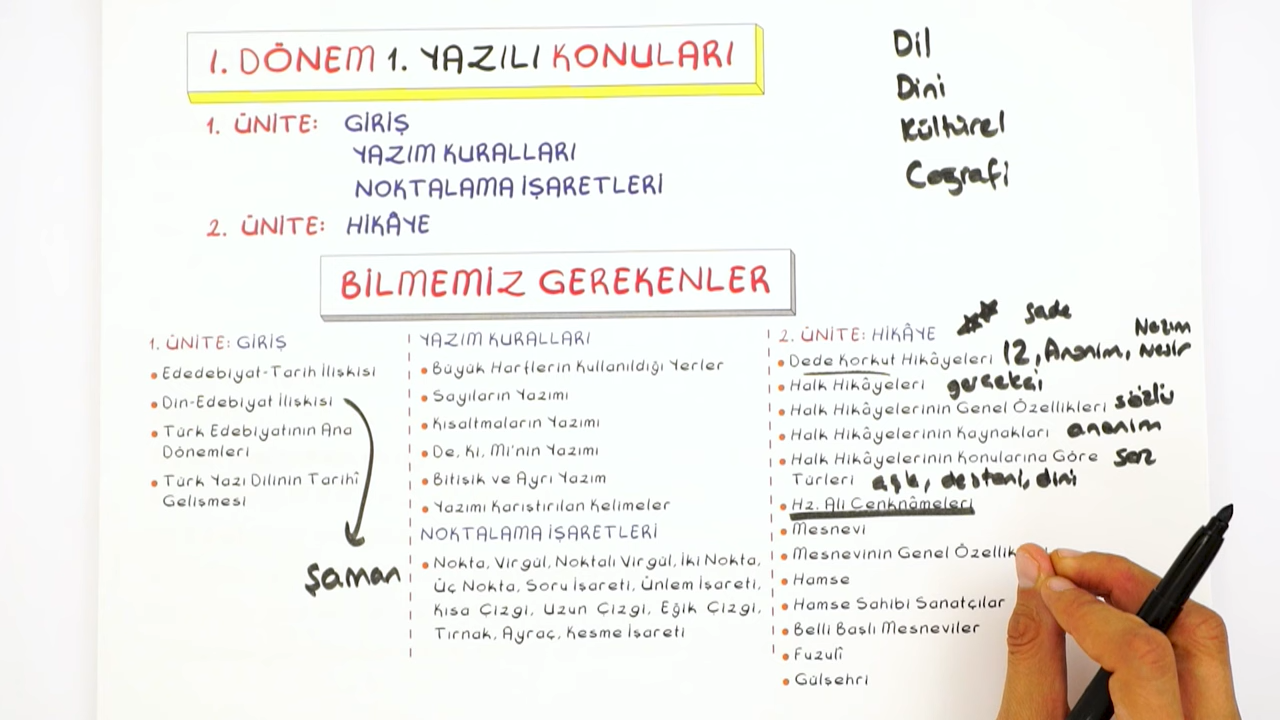 1. DÖNEM 1. YAZILI KONULARI
1. ÜNİTE: GİRİŞ
YAZIM KURALLARI
NOKTALAMA İŞARETLERİ
2. ÜNİTE: HİKÂYE
Dil
Dini
Kültürel
Coğrafi
BİLMEMİZ GEREKENLER
1. ÜNİTE: GİRİŞ
• Ededebiyat-Tarih İlişkisi
• Din-Edebiyat İlişkisi
• Türk Edebiyatının Ana
Dönemleri
• Türk Yazı Dilinin Tarihî
Gelişmesi
Şaman
YAZIM KURALLARI
• Büyük Harflerin Kullanıldığı Yerler
• Sayıların Yazımı
• Kısaltmaların Yazımı
• De, Ki, Mi'nin Yazımı
• Bitişik ve Ayrı Yazım
• Yazımı Karıştırılan Kelimeler
NOKTALAMA İŞARETLERİ
• Nokta, Virgül, Noktalı Virgül, İki Nokta,
Üç Nokta, Soru İşareti, Ünlem İşareti,
Kısa Çizgi, Uzun Çizgi, Eğik Çizgi,
Tırnak, Ayraç, Kesme İşareti
sade
Nazım
2. ÜNİTE: HİKÂYE
• Dede Korkut Hikâyeleri 12, Anonim, Nesir
• Halk Hikâyeleri gerçekçi
• Halk Hikâyelerinin Genel Özellikleri sözlü
• Halk Hikâyelerinin Kaynakları anonim
• Halk Hikâyelerinin Konularına Göre
Türleri aşk, destani, dini
• Hz. Ali Cenknâmeleri
• Mesnevi
• Mesnevinin Genel Özellik
• Hamse
• Hamse Sahibi Sanatçılar
• Belli Başlı Mesneviler
• Fuzulî
• Gülşehri